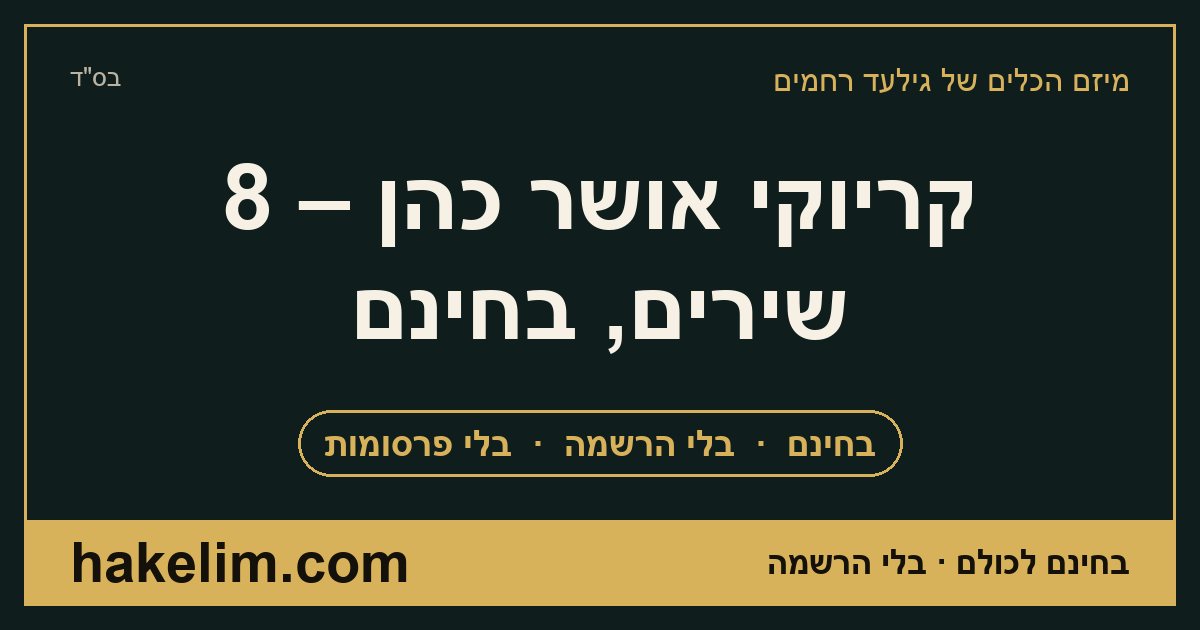 מיזם הכלים של גילעד רחמים
בס"ד
קריוקי אושר כהן – 8
שירים, בחינם
בחינם · בלי הרשמה · בלי פרסומות
בחינם לכולם · בלי הרשמה
hakelim.com